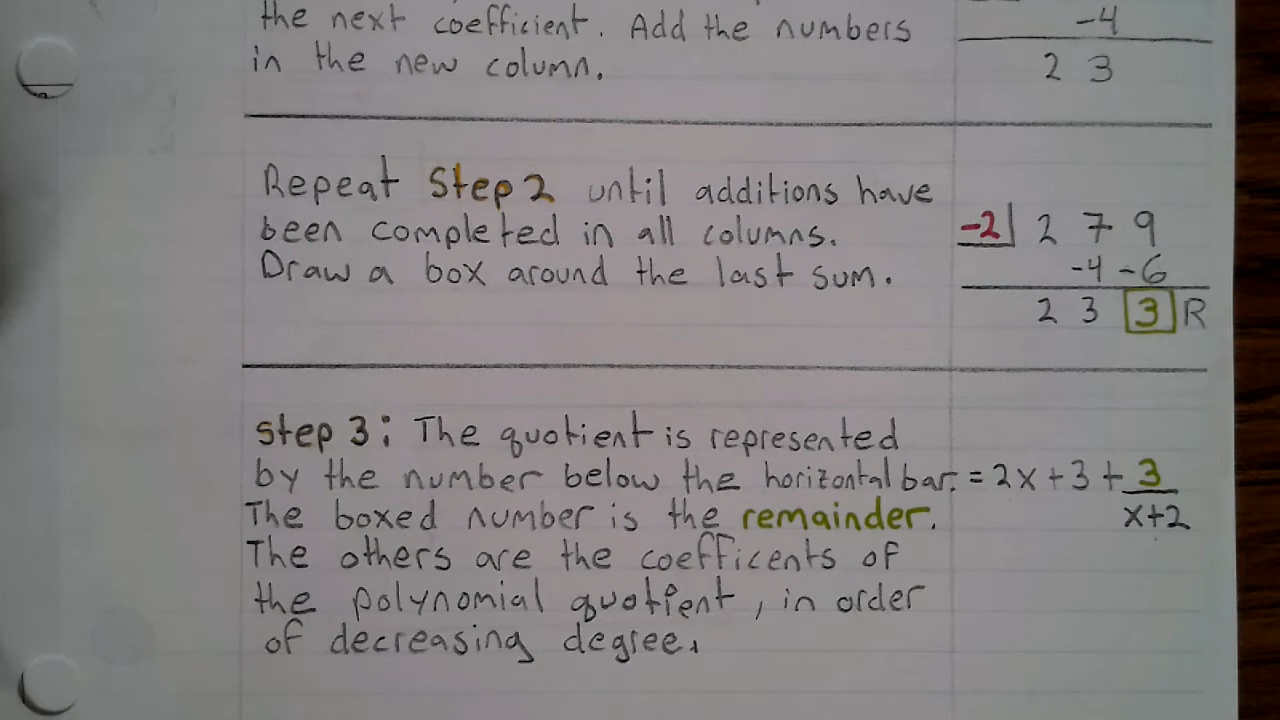 the next coefficient. Add the numbers
in the new column.
-4
2 3
Repeat Step 2 until additions have
been completed in all columns.
Draw a box around the last sum.
-2 2 7 9
-4 -6
2 3 3 R
Step 3: The quotient is represented
by the number below the horizontal bar.
The boxed number is the remainder.
The others are the coefficents of
the polynomial quotient, in order
of decreasing degree.
= 2x + 3 + 3
x+2